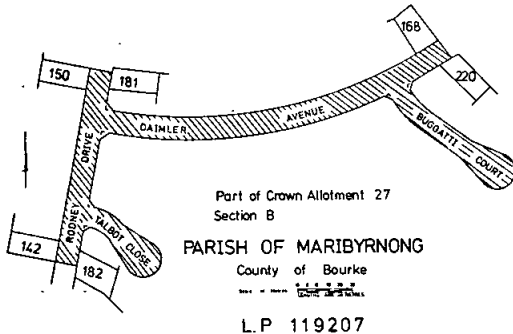 168
150
181
220
DAIMLER AVENUE
BUGGATTI COURT
RODNEY DRIVE
TALBOT CLOSE
142
182
Part of Crown Allotment 27
Section B
PARISH OF MARIBYRNONG
County of Bourke
L.P 119207